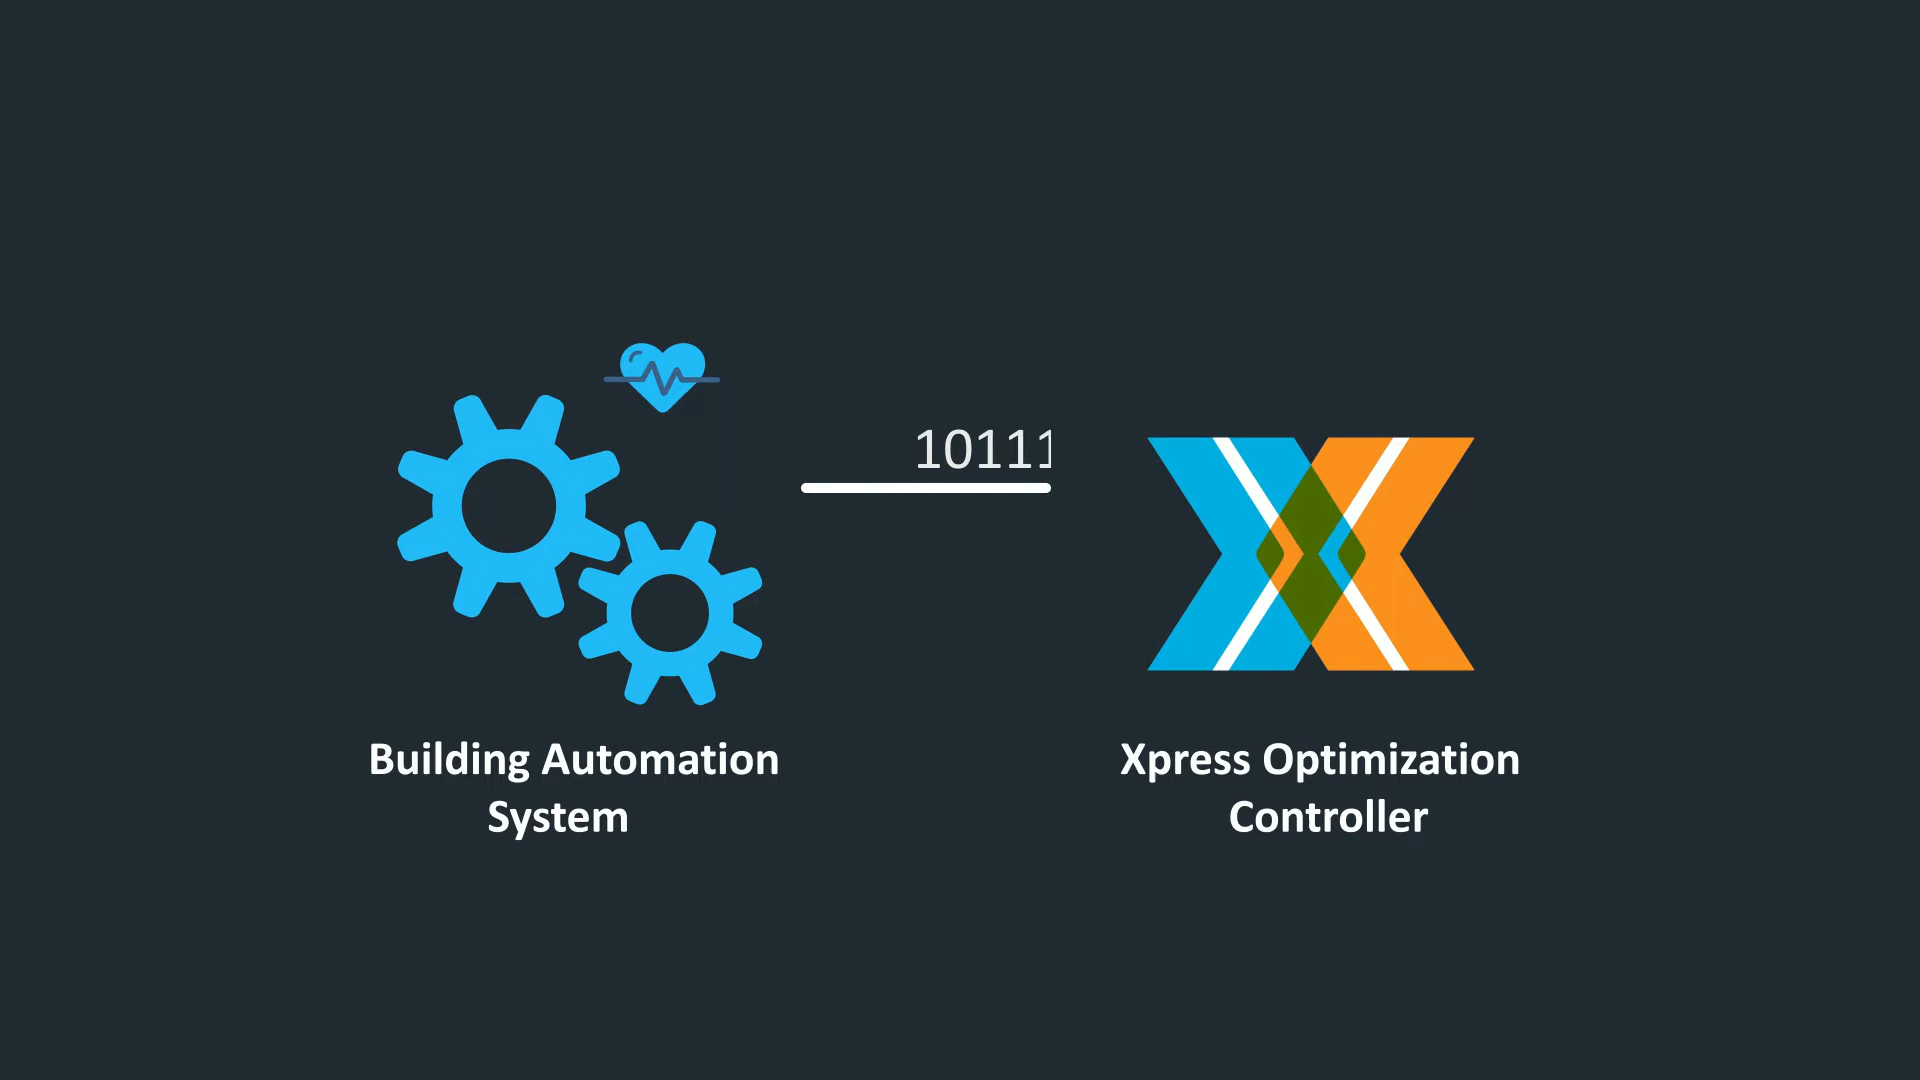 10111
Building Automation
System
Xpress Optimization
Controller